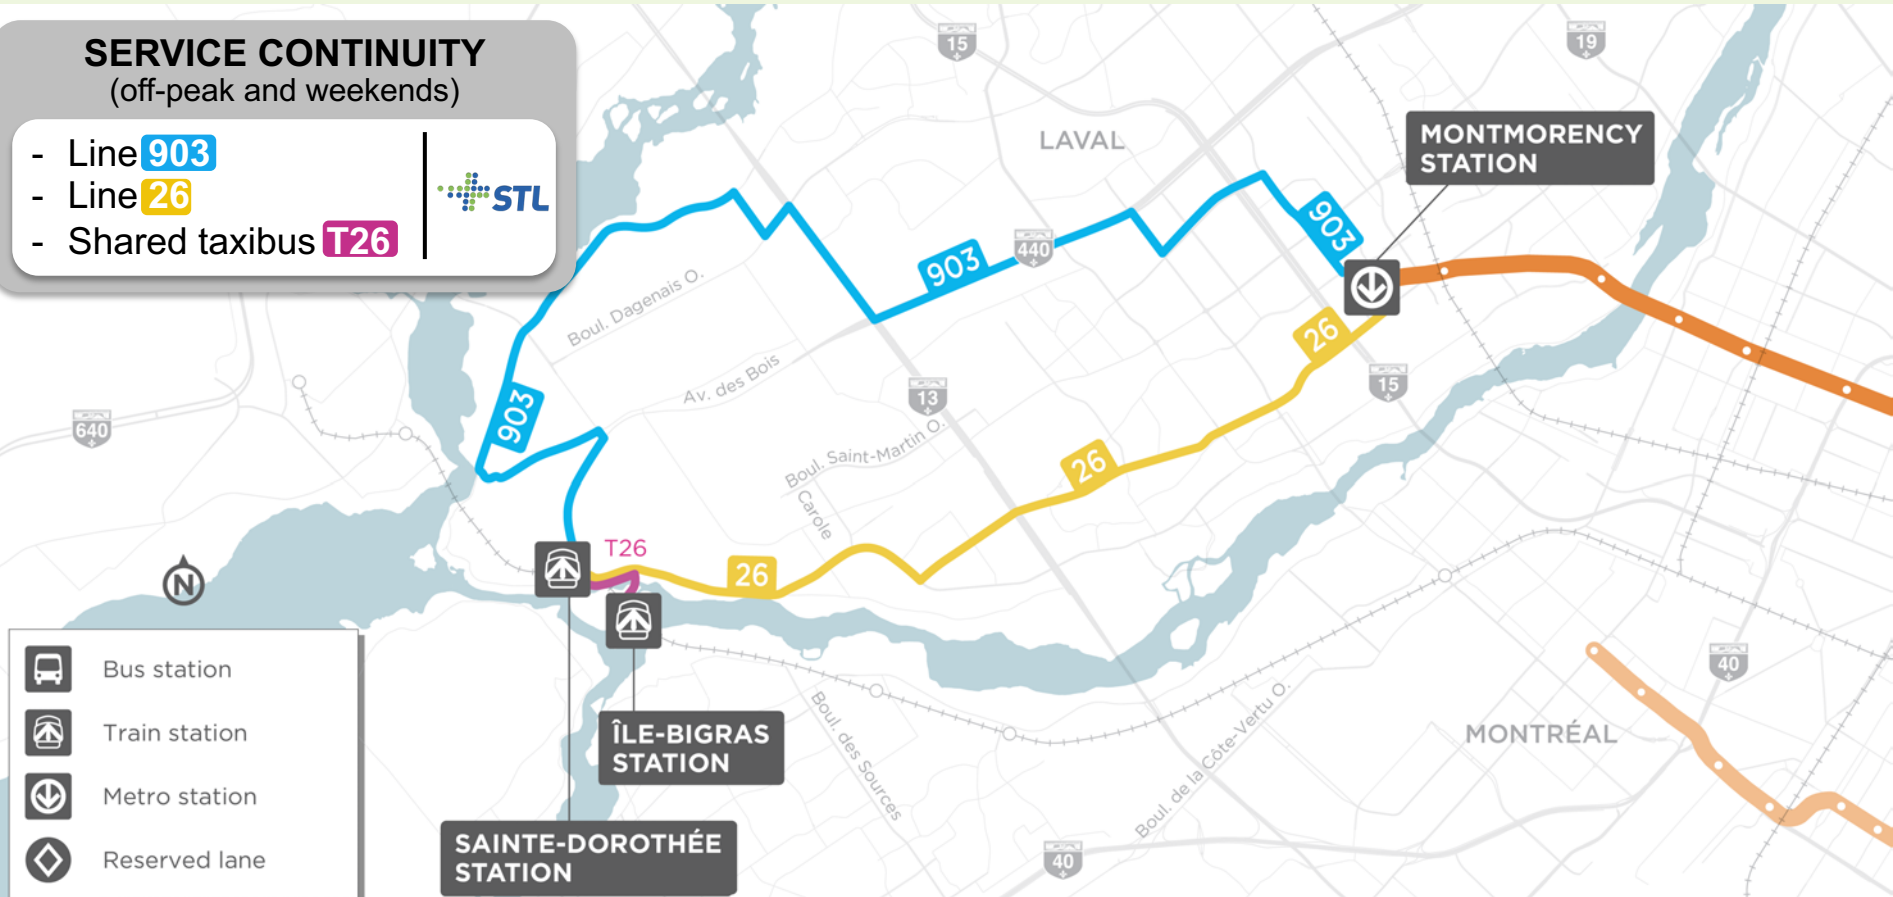 SERVICE CONTINUITY
(off-peak and weekends)
- Line 903
- Line 26
- Shared taxibus T26
STL
15
19
LAVAL
MONTMORENCY
STATION
903
903
440
Boul. Dagenais O.
26
Av. des Bois
13
15
903
640
Boul. Saint-Martin O.
26
Carole
T26
26
N
Bus station
Train station
Metro station
Reserved lane
ÎLE-BIGRAS
STATION
SAINTE-DOROTHÉE
STATION
Boul. des Sources
Boul. de la Côte-Vertu O.
MONTRÉAL
40
40